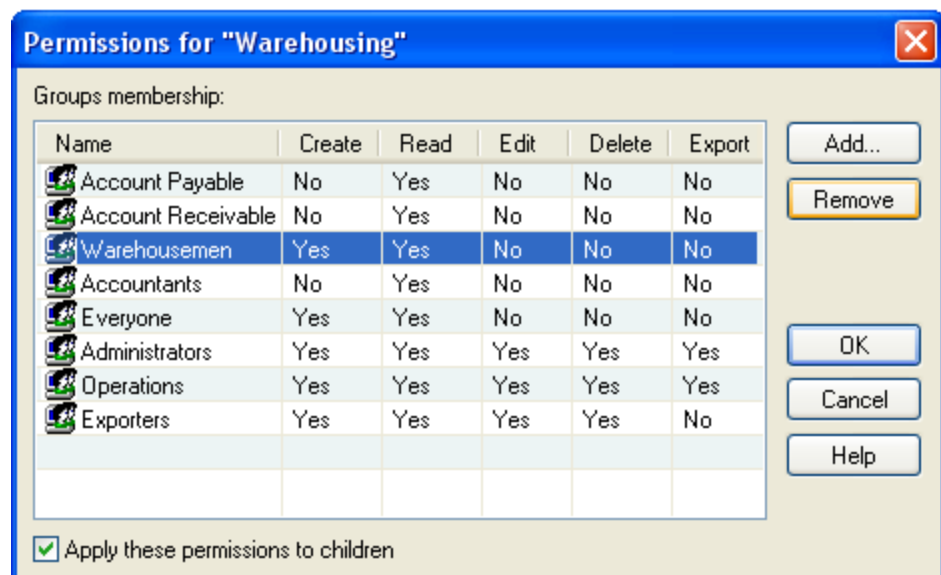 Permissions for "Warehousing"
Groups membership:
Name Create Read Edit Delete Export
Account Payable No Yes No No No
Account Receivable No Yes No No No
Warehousemen Yes Yes No No No
Accountants No Yes No No No
Everyone Yes Yes No No No
Administrators Yes Yes Yes Yes Yes
Operations Yes Yes Yes Yes Yes
Exporters Yes Yes Yes Yes No
Add...
Remove
OK
Cancel
Help
Apply these permissions to children